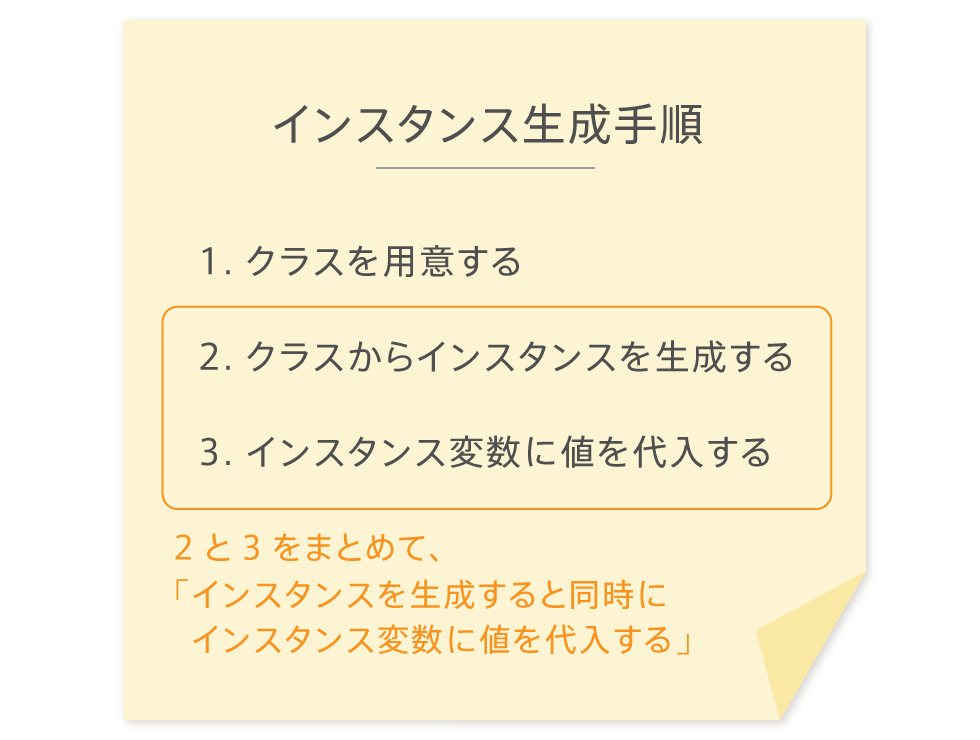 インスタンス生成手順
1. クラスを用意する
2. クラスからインスタンスを生成する
3. インスタンス変数に値を代入する
2 と 3 をまとめて、
「インスタンスを生成すると同時に
インスタンス変数に値を代入する」